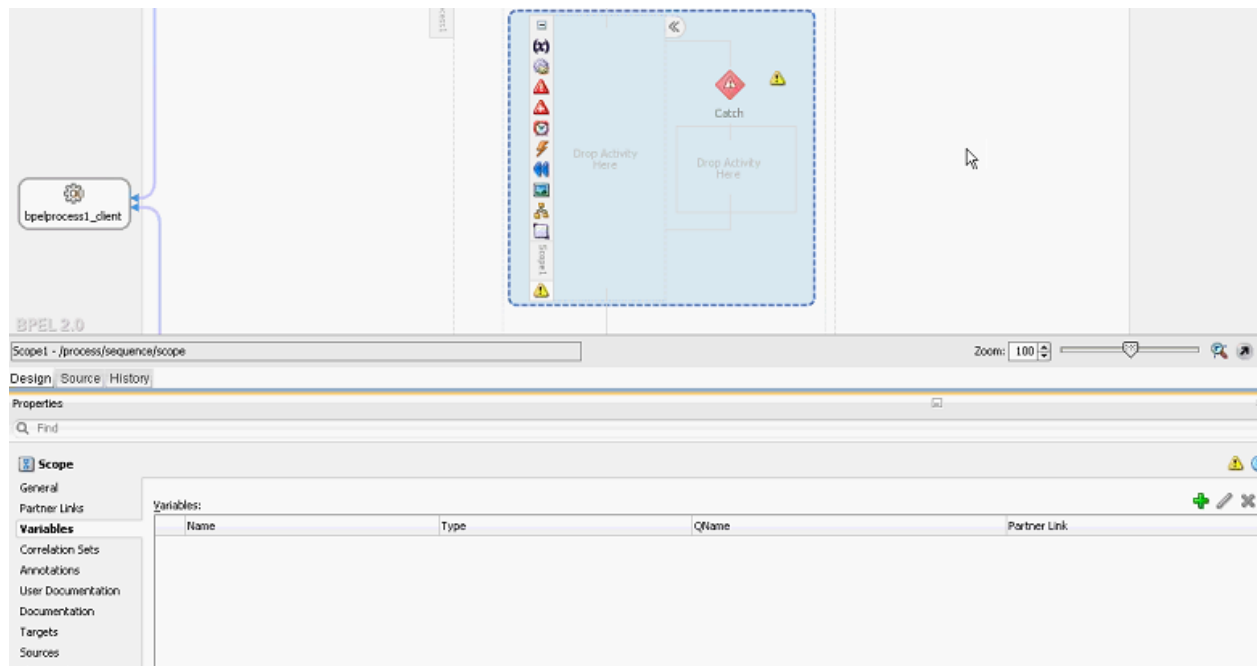 cess1
Catch
Drop Activity
Here
Drop Activity
Here
bpelprocess1_client
Scope1
BPEL 2.0
Scope1 - /process/sequence/scope
Zoom: 100
Design Source History
Properties
Find
Scope
General
Partner Links
Variables
Correlation Sets
Annotations
User Documentation
Documentation
Targets
Sources
Variables:
Name Type QName Partner Link